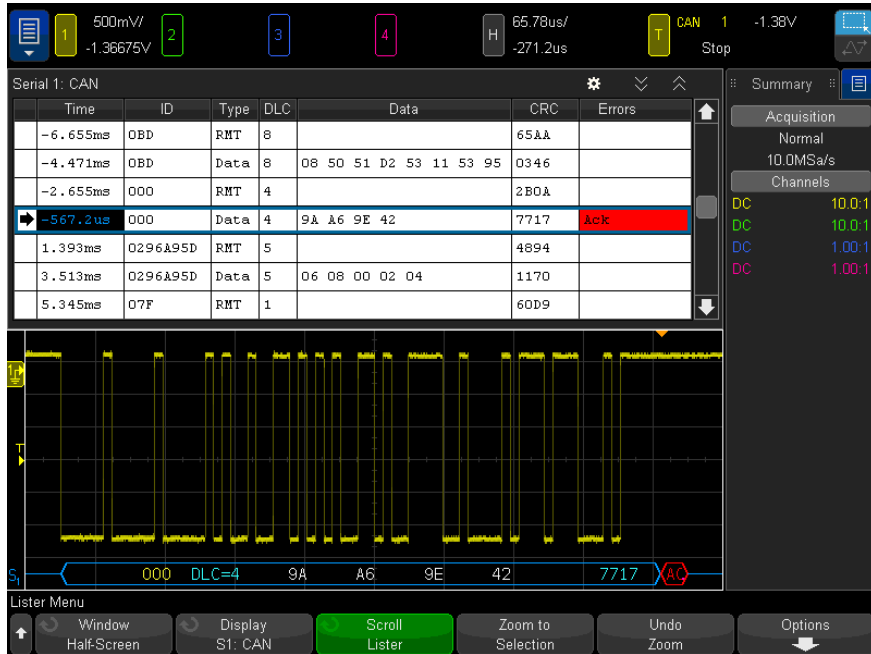 500mV/ 65.78us/ CAN 1 -1.38V
1 2 3 4 H T
-1.36675V -271.2us Stop
Serial 1: CAN
Summary
Time ID Type DLC Data CRC Errors
-6.655ms 0BD RMT 8 65AA
-4.471ms 0BD Data 8 08 50 51 D2 53 11 53 95 0346
-2.655ms 000 RMT 4 2B0A
-567.2us 000 Data 4 9A A6 9E 42 7717 Ack
1.393ms 0296A95D RMT 5 4894
3.513ms 0296A95D Data 5 06 08 00 02 04 1170
5.345ms 07F RMT 1 60D9
Acquisition
Normal
10.0MSa/s
Channels
DC 10.0:1
DC 10.0:1
DC 1.00:1
DC 1.00:1
1
T
S1 000 DLC=4 9A A6 9E 42 7717 AC
Lister Menu
Window Display Scroll Zoom to Undo Options
Half-Screen S1: CAN Lister Selection Zoom